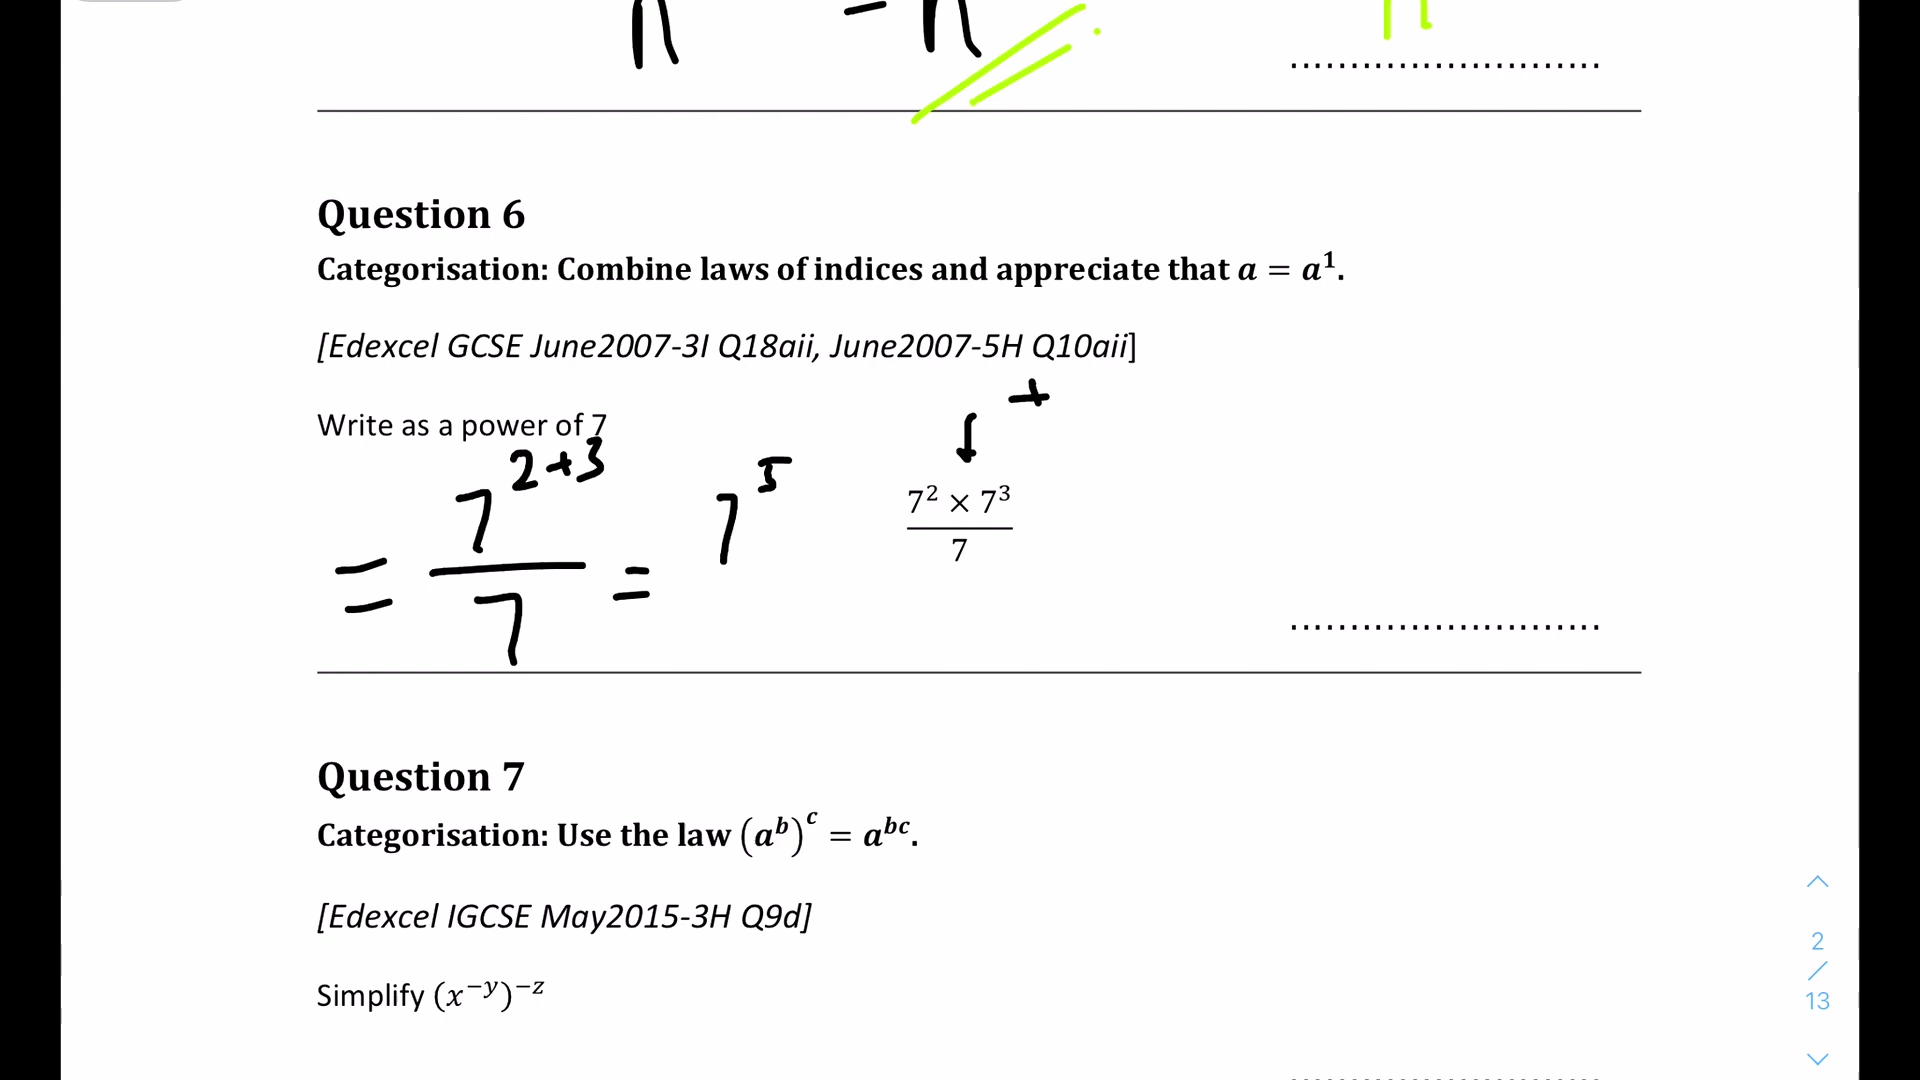 Question 6
Categorisation: Combine laws of indices and appreciate that a = a¹.
[Edexcel GCSE June2007-3I Q18aii, June2007-5H Q10aii]
+
Write as a power of 7
7² × 7³
7
= 7²⁺³
7
= 7⁵
..........................
Question 7
Categorisation: Use the law (aᵇ)ᶜ = aᵇᶜ.
[Edexcel IGCSE May2015-3H Q9d]
Simplify (x⁻ʸ)⁻ᶻ
2
/
13